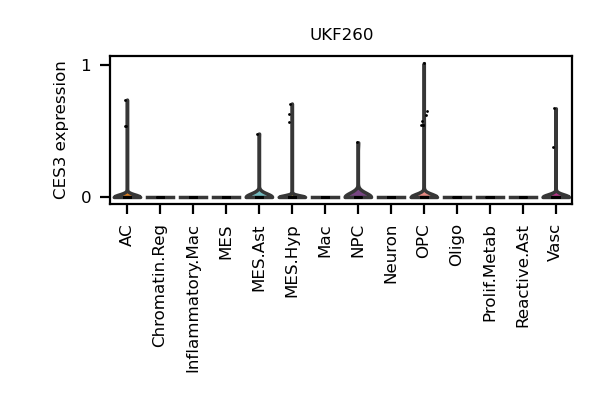 UKF260
CES3 expression
1
0
AC
Chromatin.Reg
Inflammatory.Mac
MES
MES.Ast
MES.Hyp
Mac
NPC
Neuron
OPC
Oligo
Prolif.Metab
Reactive.Ast
Vasc